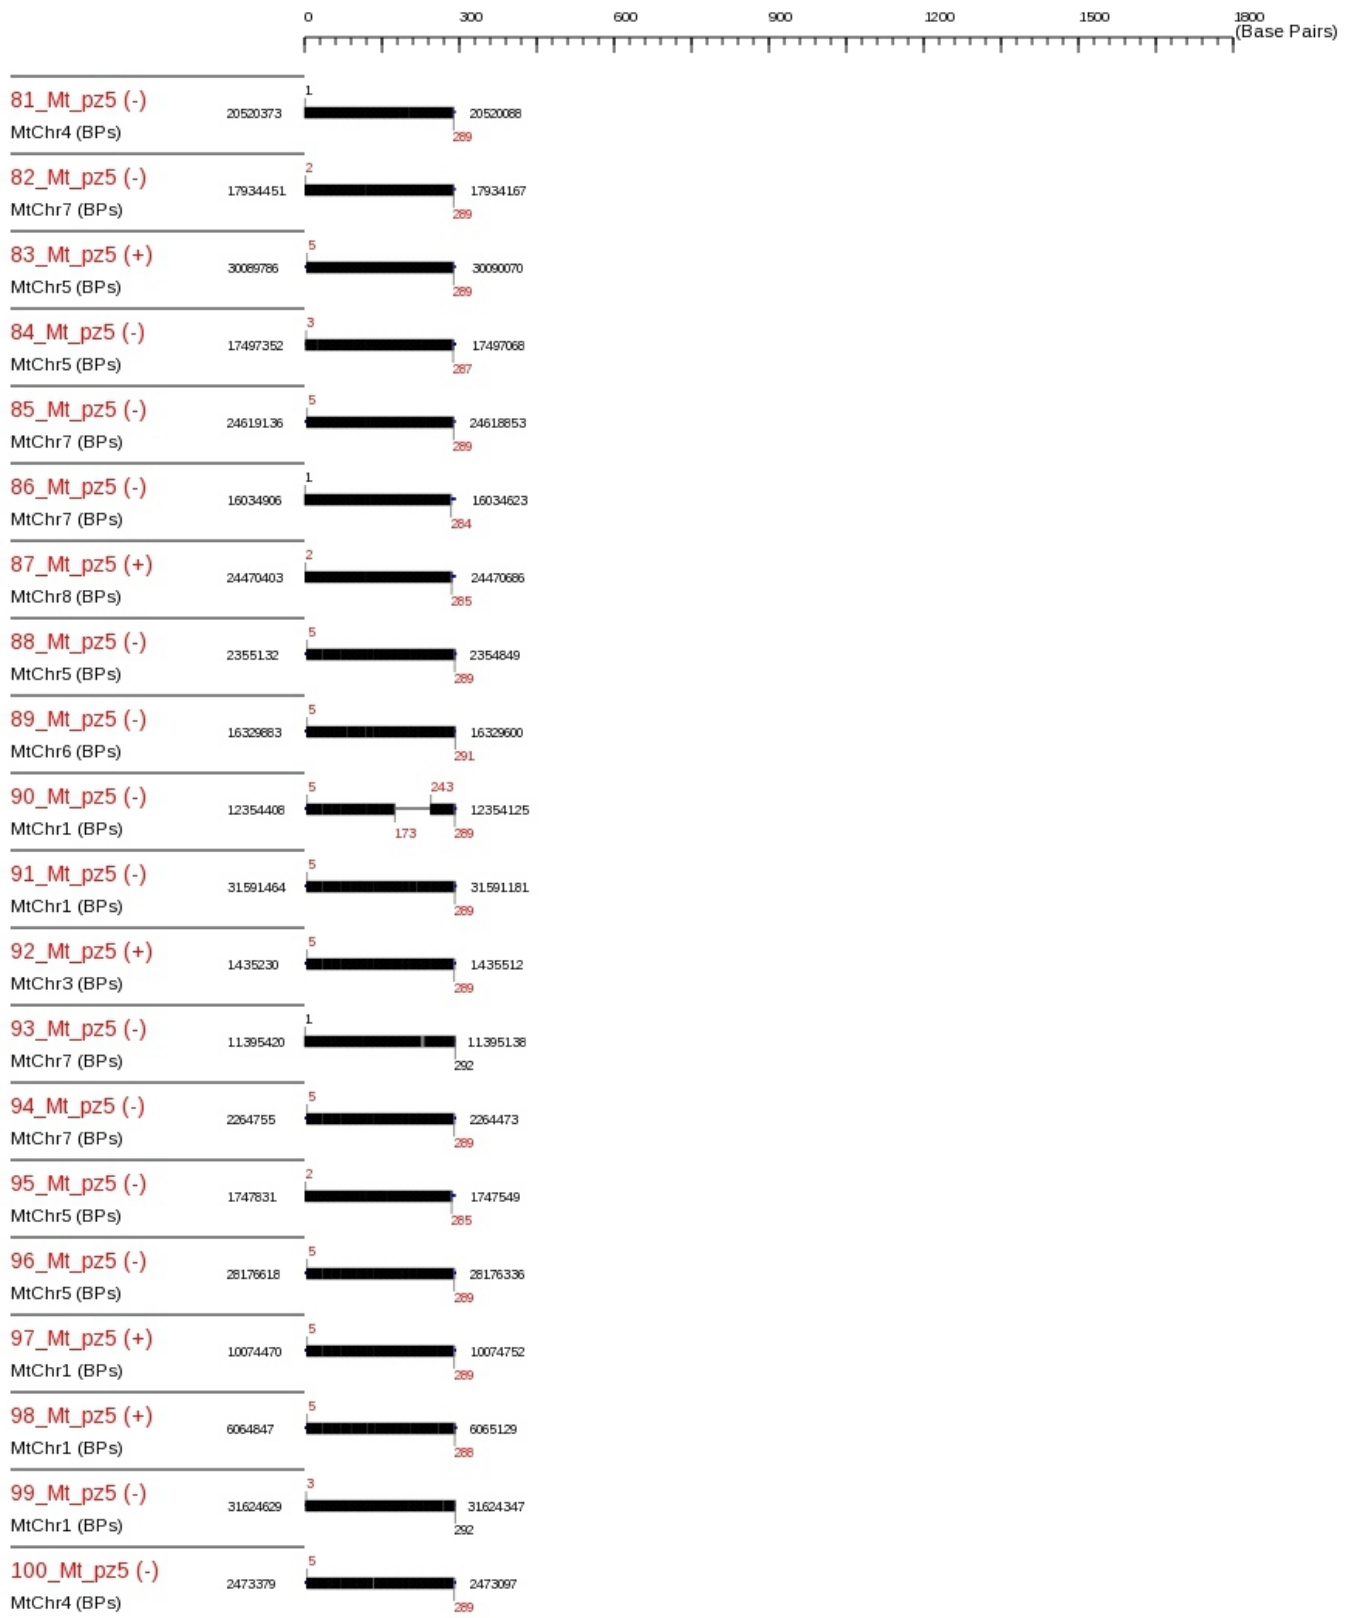 0 300 600 900 1200 1500 1800
(Base Pairs)
1
81_Mt_pz5 (-) 20520373 20520088
MtChr4 (BPs) 289
2
82_Mt_pz5 (-) 17934451 17934167
MtChr7 (BPs) 289
5
83_Mt_pz5 (+) 30089786 30090070
MtChr5 (BPs) 289
3
84_Mt_pz5 (-) 17497352 17497068
MtChr5 (BPs) 287
5
85_Mt_pz5 (-) 24619136 24618853
MtChr7 (BPs) 289
1
86_Mt_pz5 (-) 16034906 16034623
MtChr7 (BPs) 284
2
87_Mt_pz5 (+) 24470403 24470686
MtChr8 (BPs) 285
5
88_Mt_pz5 (-) 2355132 2354849
MtChr5 (BPs) 289
5
89_Mt_pz5 (-) 16329883 16329600
MtChr6 (BPs) 291
5 243
90_Mt_pz5 (-) 12354408 12354125
MtChr1 (BPs) 173 289
5
91_Mt_pz5 (-) 31591464 31591181
MtChr1 (BPs) 289
5
92_Mt_pz5 (+) 1435230 1435512
MtChr3 (BPs) 289
1
93_Mt_pz5 (-) 11395420 11395138
MtChr7 (BPs) 292
5
94_Mt_pz5 (-) 2264755 2264473
MtChr7 (BPs) 289
2
95_Mt_pz5 (-) 1747831 1747549
MtChr5 (BPs) 285
5
96_Mt_pz5 (-) 28176618 28176336
MtChr5 (BPs) 289
5
97_Mt_pz5 (+) 10074470 10074752
MtChr1 (BPs) 289
5
98_Mt_pz5 (+) 6064847 6065129
MtChr1 (BPs) 288
3
99_Mt_pz5 (-) 31624629 31624347
MtChr1 (BPs) 292
5
100_Mt_pz5 (-) 2473379 2473097
MtChr4 (BPs) 289